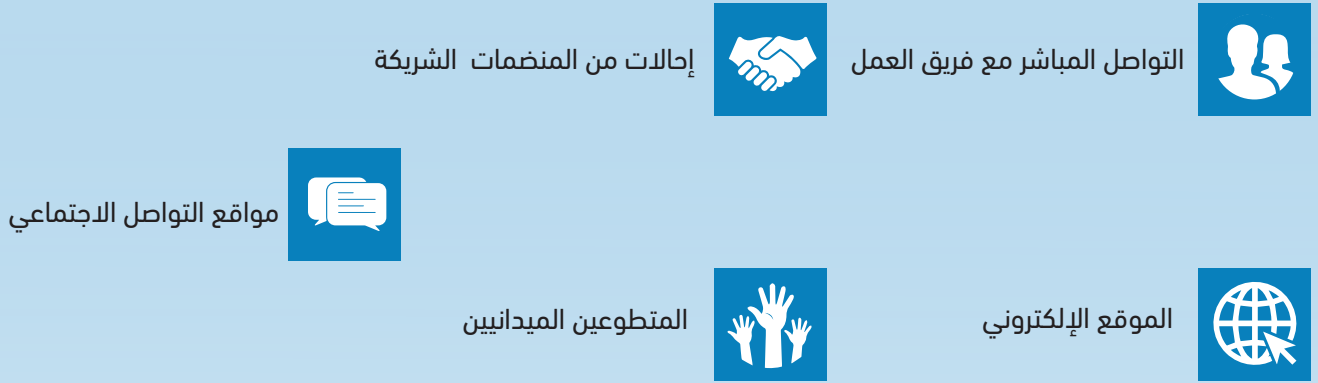 التواصل المباشر مع فريق العمل
إحالات من المنضمات الشريكة
مواقع التواصل الاجتماعي
الموقع الإلكتروني
المتطوعين الميدانيين